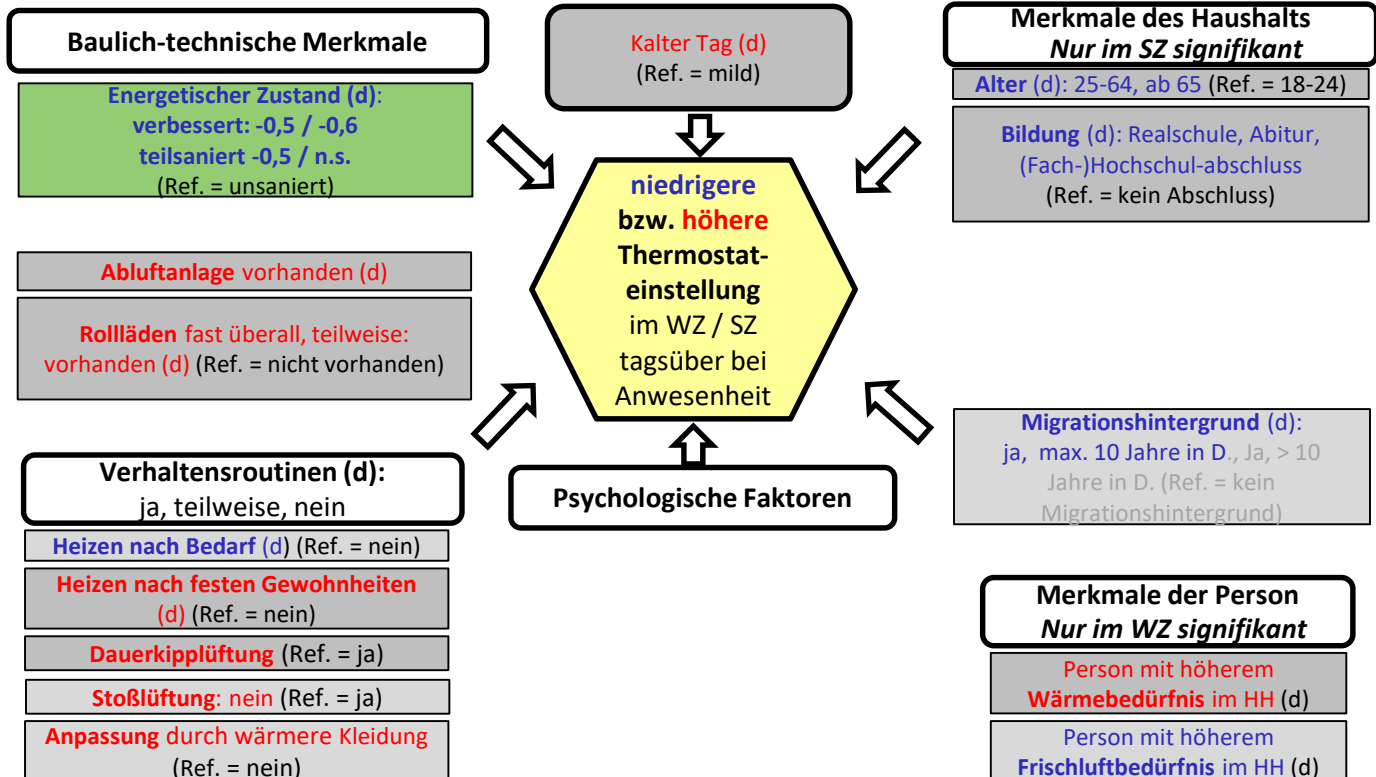 Baulich-technische Merkmale
Energetischer Zustand (d):
verbessert: -0,5 / -0,6
teilsaniert -0,5 / n.s.
(Ref. = unsaniert)
Abluftanlage vorhanden (d)
Rollläden fast überall, teilweise:
vorhanden (d) (Ref. = nicht vorhanden)
Verhaltensroutinen (d):
ja, teilweise, nein
Heizen nach Bedarf (d) (Ref. = nein)
Heizen nach festen Gewohnheiten
(d) (Ref. = nein)
Dauerkipplüftung (Ref. = ja)
Stoßlüftung: nein (Ref. = ja)
Anpassung durch wärmere Kleidung
(Ref. = nein)
Kalter Tag (d)
(Ref. = mild)
niedrigere
bzw. höhere
Thermostat-
einstellung
im WZ / SZ
tagsüber bei
Anwesenheit
Psychologische Faktoren
Merkmale des Haushalts
Nur im SZ signifikant
Alter (d): 25-64, ab 65 (Ref. = 18-24)
Bildung (d): Realschule, Abitur,
(Fach-)Hochschul-abschluss
(Ref. = kein Abschluss)
Migrationshintergrund (d):
ja, max. 10 Jahre in D., Ja, > 10
Jahre in D. (Ref. = kein
Migrationshintergrund)
Merkmale der Person
Nur im WZ signifikant
Person mit höherem
Wärmebedürfnis im HH (d)
Person mit höherem
Frischluftbedürfnis im HH (d)